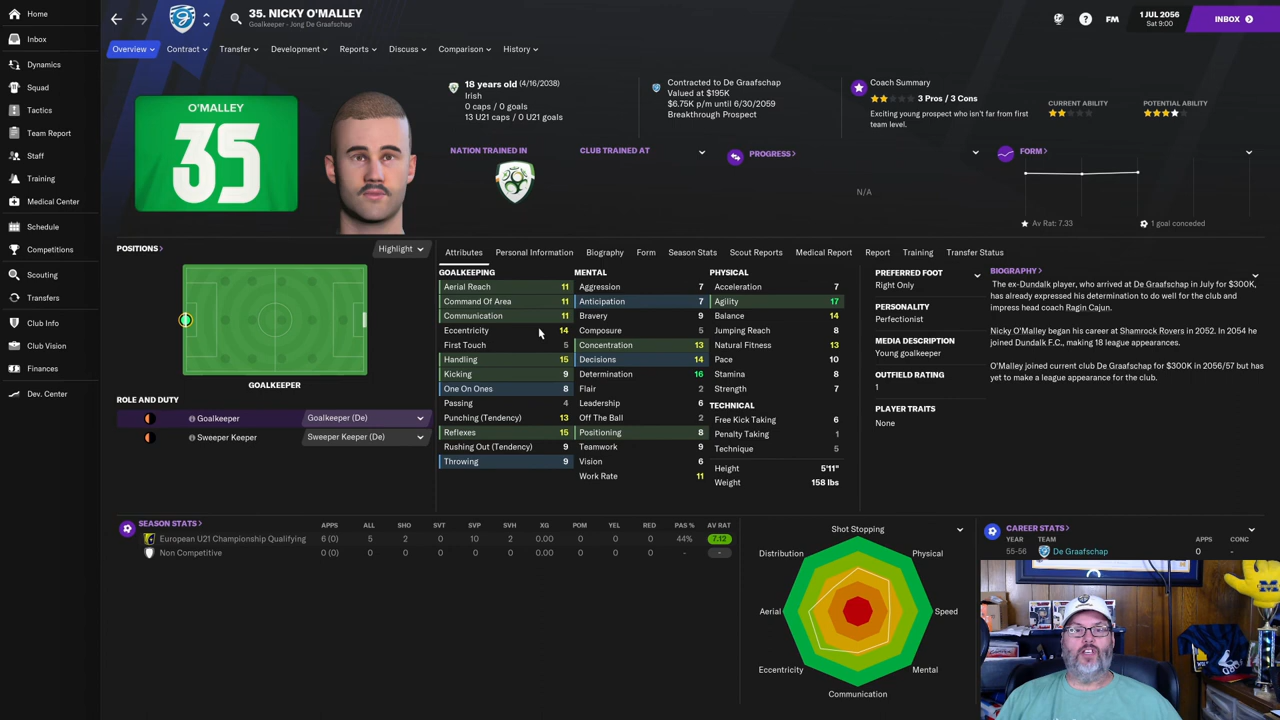 Home
Inbox
Dynamics
Squad
Tactics
Team Report
Staff
Training
Medical Center
Schedule
Competitions
Scouting
Transfers
Club Info
Club Vision
Finances
Dev. Center
35. NICKY O'MALLEY
Goalkeeper - Jong De Graafschap
FM
1 JUL 2056
Sat 9:00
INBOX
Overview
Contract
Transfer
Development
Reports
Discuss
Comparison
History
O'MALLEY
35
18 years old (4/16/2038)
Irish
0 caps / 0 goals
13 U21 caps / 0 U21 goals
Contracted to De Graafschap
Valued at $195K
$6.75K p/m until 6/30/2059
Breakthrough Prospect
Coach Summary
3 Pros / 3 Cons
Exciting young prospect who isn't far from first
team level.
CURRENT ABILITY
POTENTIAL ABILITY
NATION TRAINED IN
CLUB TRAINED AT
PROGRESS
N/A
FORM
Av Rat: 7.33
1 goal conceded
POSITIONS
Highlight
GOALKEEPER
ROLE AND DUTY
Goalkeeper
Goalkeeper (De)
Sweeper Keeper
Sweeper Keeper (De)
Attributes
Personal Information
Biography
Form
Season Stats
Scout Reports
Medical Report
Report
Training
Transfer Status
GOALKEEPING
Aerial Reach 11
Command Of Area 11
Communication 11
Eccentricity 14
First Touch 5
Handling 15
Kicking 9
One On Ones 8
Passing 4
Punching (Tendency) 13
Reflexes 15
Rushing Out (Tendency) 9
Throwing 9
MENTAL
Aggression 7
Anticipation 7
Bravery 9
Composure 5
Concentration 13
Decisions 14
Determination 16
Flair 2
Leadership 6
Off The Ball 2
Positioning 8
Teamwork 9
Vision 6
Work Rate 11
PHYSICAL
Acceleration 7
Agility 17
Balance 14
Jumping Reach 8
Natural Fitness 13
Pace 10
Stamina 8
Strength 7
TECHNICAL
Free Kick Taking 6
Penalty Taking 1
Technique 5
Height 5'11"
Weight 158 lbs
PREFERRED FOOT
Right Only
PERSONALITY
Perfectionist
MEDIA DESCRIPTION
Young goalkeeper
OUTFIELD RATING
1
PLAYER TRAITS
None
BIOGRAPHY
The ex-Dundalk player, who arrived at De Graafschap in July for $300K,
has already expressed his determination to do well for the club and
impress head coach Ragin Cajun.
Nicky O'Malley began his career at Shamrock Rovers in 2052. In 2054 he
joined Dundalk F.C., making 18 league appearances.
O'Malley joined current club De Graafschap for $300K in 2056/57 but has
yet to make a league appearance for the club.
SEASON STATS
APPS ALL SHO SVT SVP SVH XG POM YEL RED PAS % AV RAT
European U21 Championship Qualifying 6 (0) 5 2 0 10 2 0.00 0 0 0 44% 7.12
Non Competitive 0 (0) 0 0 0 0 0 0.00 0 0 0 - -
Shot Stopping
Physical
Speed
Mental
Communication
Eccentricity
Aerial
Distribution
CAREER STATS
YEAR TEAM APPS CONC
55-56 De Graafschap 0 -